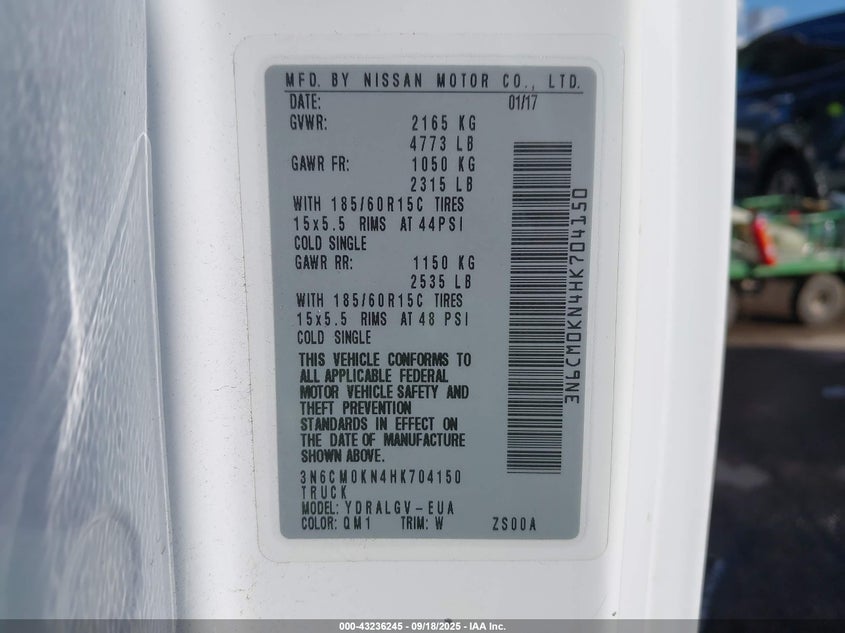 MFD. BY NISSAN MOTOR CO., LTD.
DATE: 01/17
GVWR: 2165 KG
4773 LB
GAWR FR: 1050 KG
2315 LB
WITH 185/60R15C TIRES
15x5.5 RIMS AT 44PSI
COLD SINGLE
GAWR RR: 1150 KG
2535 LB
WITH 185/60R15C TIRES
15x5.5 RIMS AT 48 PSI
COLD SINGLE
THIS VEHICLE CONFORMS TO
ALL APPLICABLE FEDERAL
MOTOR VEHICLE SAFETY AND
THEFT PREVENTION
STANDARDS IN EFFECT ON
THE DATE OF MANUFACTURE
SHOWN ABOVE.
3N6CM0KN4HK704150
TRUCK
MODEL: YDRALGV-EUA
COLOR: QM1 TRIM: W ZS00A
3N6CM0KN4HK704150
000-43236245 - 09/18/2025 - IAA Inc.